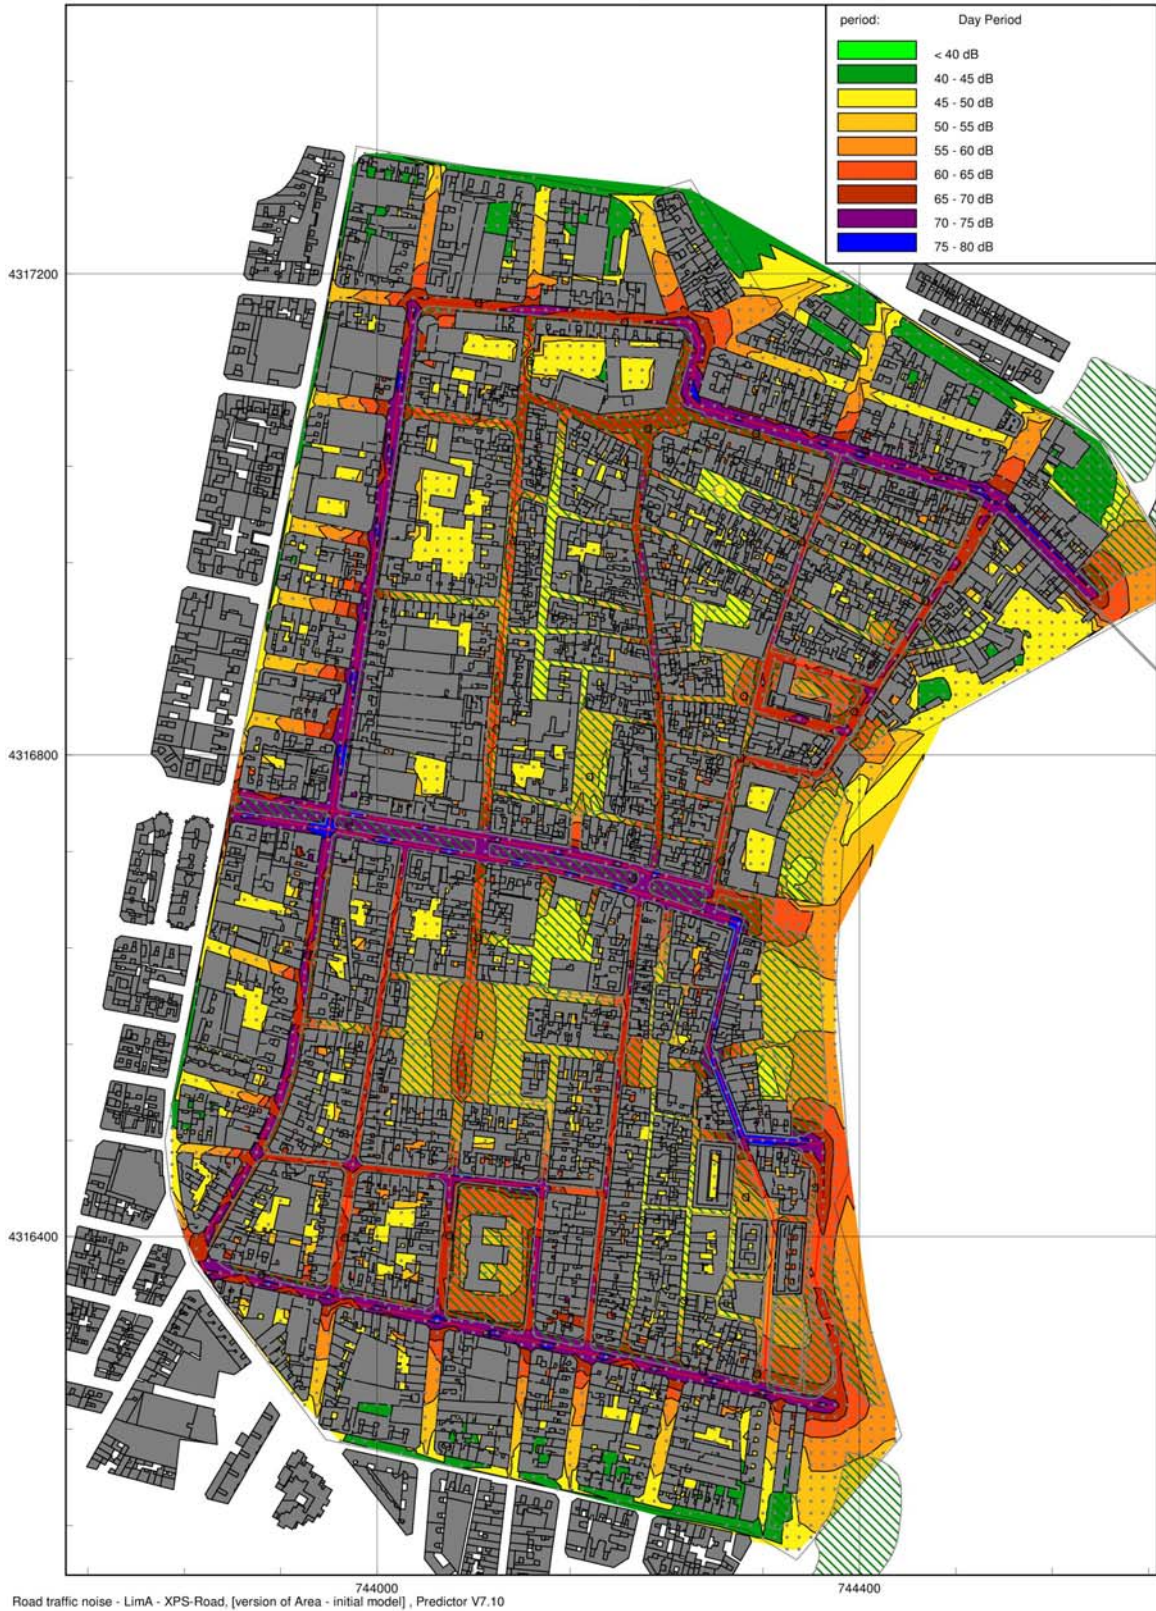 period: Day Period
< 40 dB
40 - 45 dB
45 - 50 dB
50 - 55 dB
55 - 60 dB
60 - 65 dB
65 - 70 dB
70 - 75 dB
75 - 80 dB
4317200
4316800
4316400
744000 744400
Road traffic noise - LimA - XPS-Road, [version of Area - initial model] , Predictor V7.10